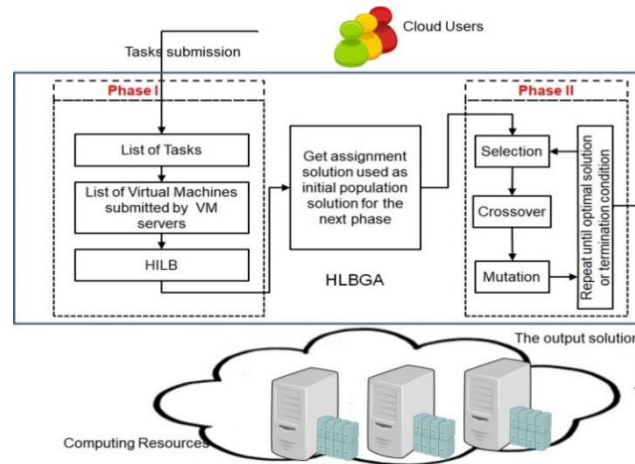 Cloud Users
Tasks submission
Phase I
List of Tasks
List of Virtual Machines
submitted by VM
servers
HILB
Get assignment
solution used as
initial population
solution for the
next phase
HLBGA
Phase II
Selection
Crossover
Mutation
Repeat until optimal solution
or termination condition
The output solution
Computing Resources